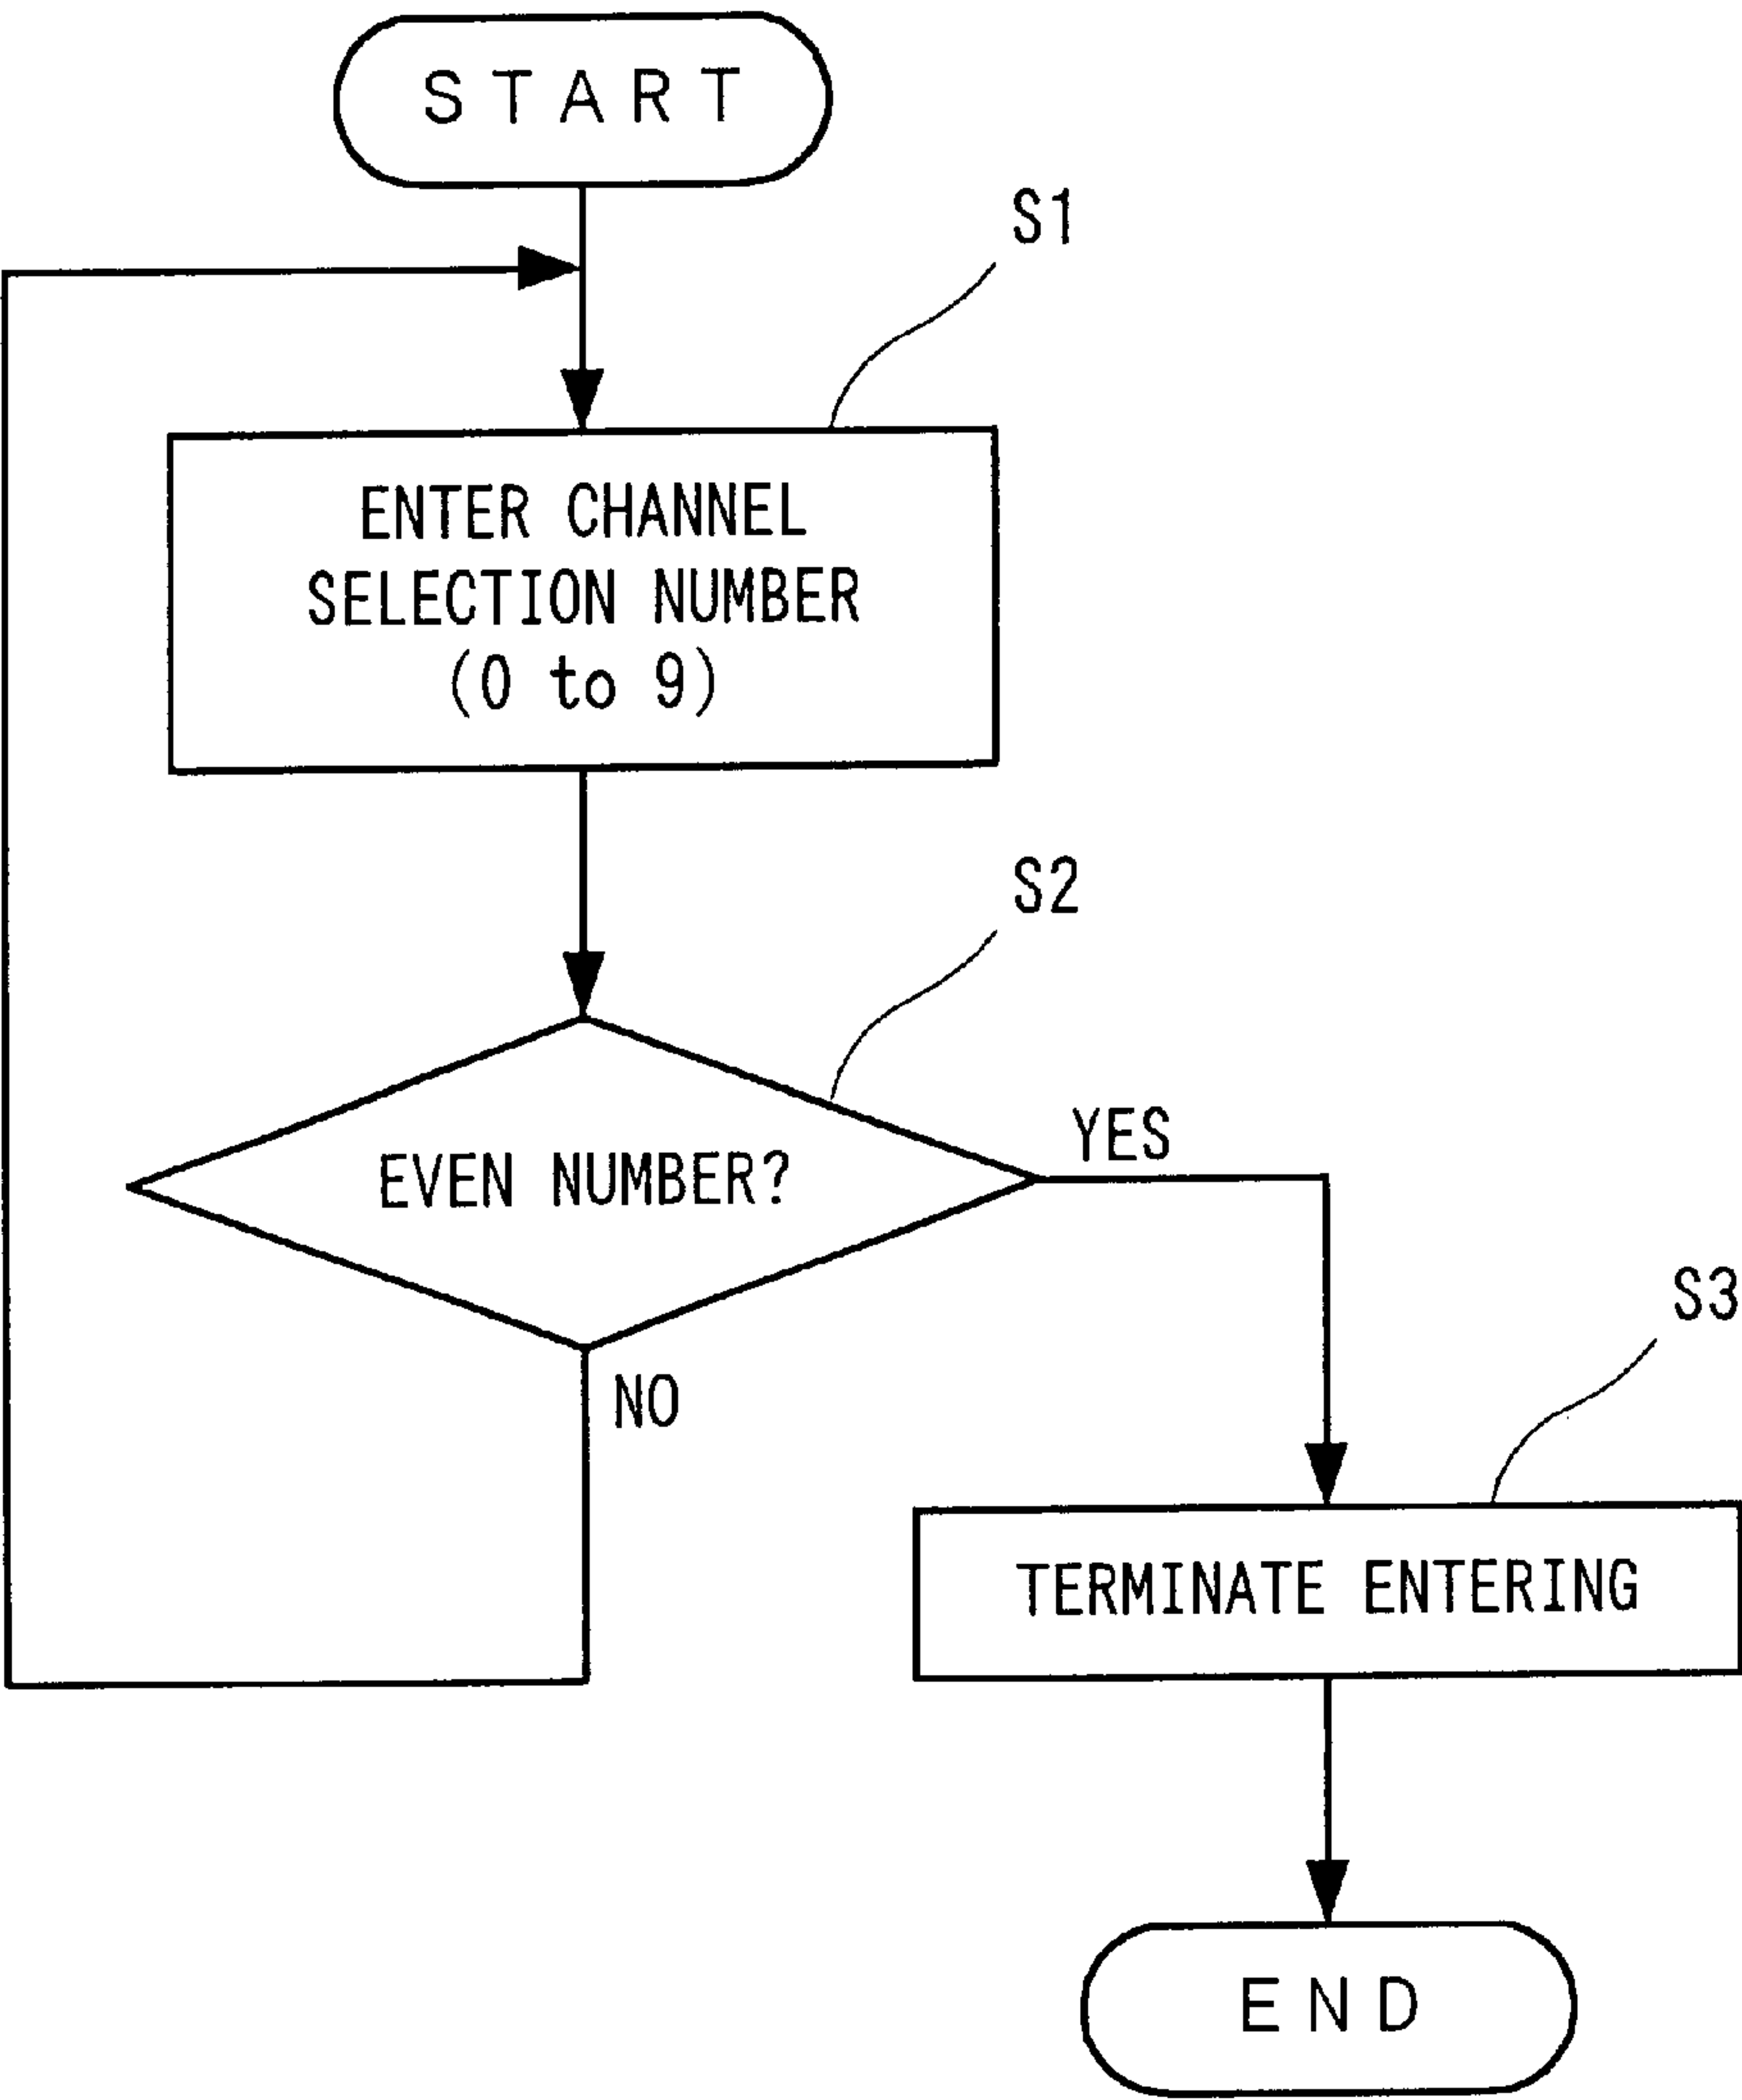 START
S1
ENTER CHANNEL
SELECTION NUMBER
(0 to 9)
S2
EVEN NUMBER?
YES
NO
S3
TERMINATE ENTERING
END